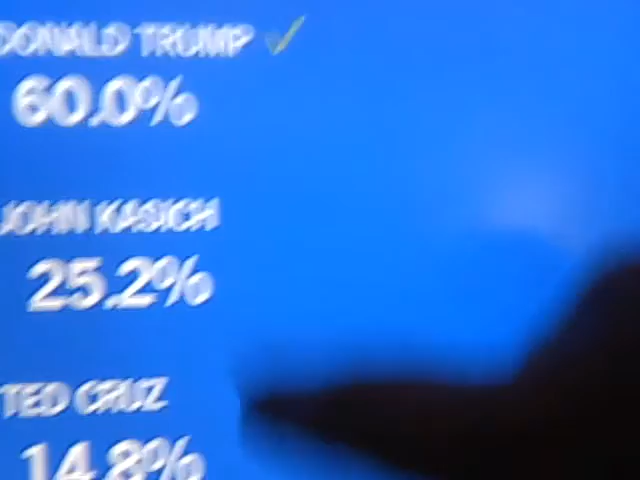 DONALD TRUMP ✓
60.0%
JOHN KASICH
25.2%
TED CRUZ
14.8%